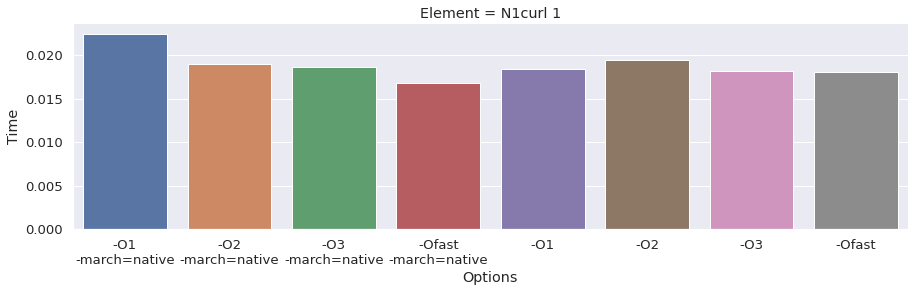 Element = N1curl 1
Time
0.020
0.015
0.010
0.005
0.000
-O1
-march=native
-O2
-march=native
-O3
-march=native
-Ofast
-march=native
-O1
-O2
-O3
-Ofast
Options